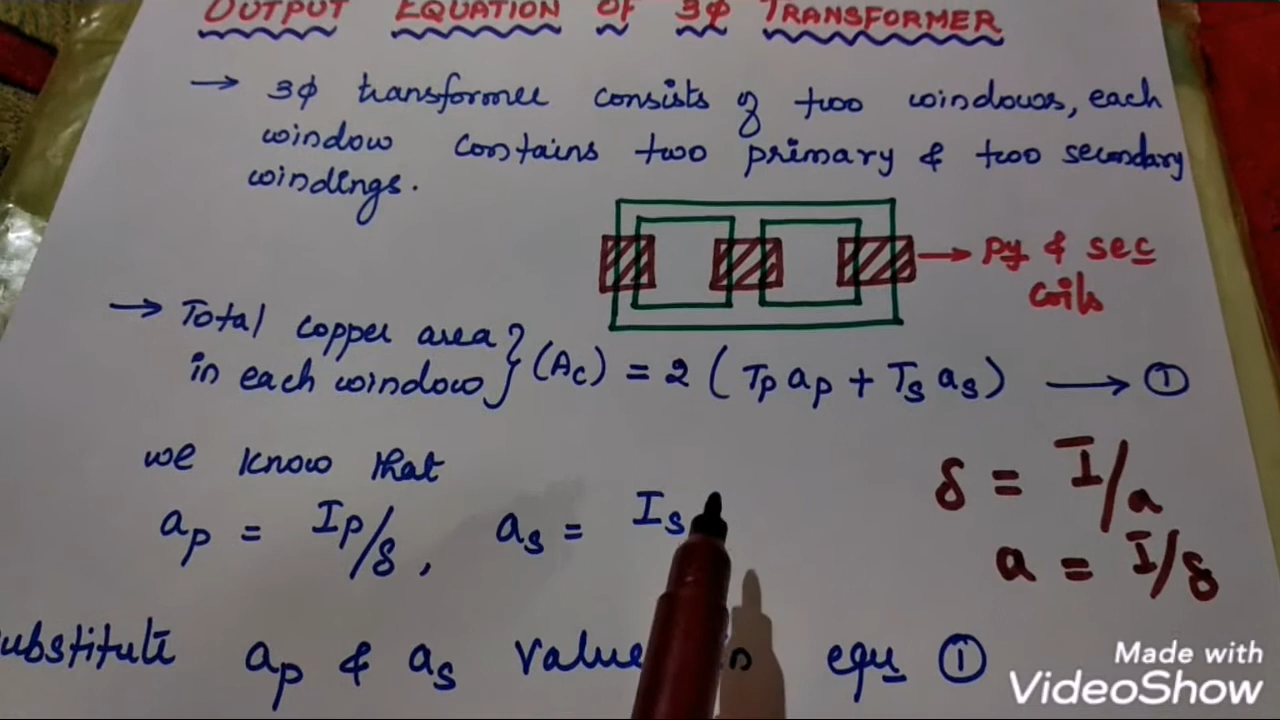 OUTPUT EQUATION OF 3Φ TRANSFORMER
→ 3Φ transformer consists of two windows, each
window contains two primary & two secondary
windings.
→ py & sec
coils
→ Total copper area
in each window } (Ac) = 2 ( Tp ap + Ts as ) → ①
we know that
ap = Ip/δ, as = Is
δ = I/a
a = I/δ
substitute ap & as value in equ ①
Made with
VideoShow